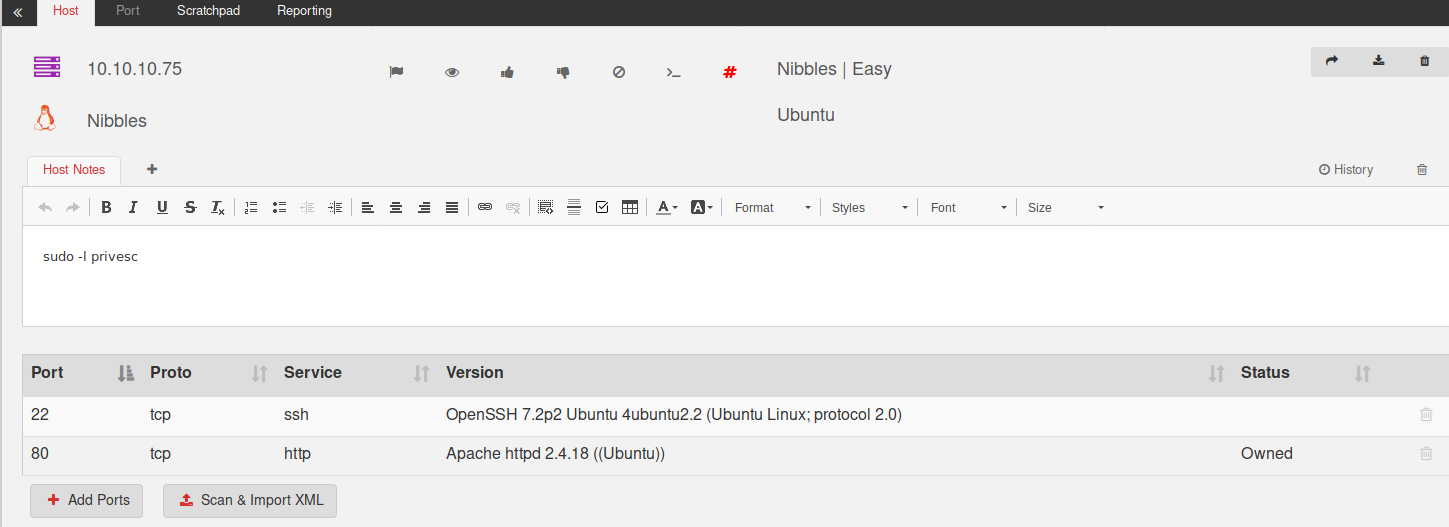 « Host Port Scratchpad Reporting
10.10.10.75 # Nibbles | Easy
Nibbles Ubuntu
Host Notes + History
B I U S Tx Format Styles Font Size
sudo -l privesc
Port Proto Service Version Status
22 tcp ssh OpenSSH 7.2p2 Ubuntu 4ubuntu2.2 (Ubuntu Linux; protocol 2.0)
80 tcp http Apache httpd 2.4.18 ((Ubuntu)) Owned
+ Add Ports Scan & Import XML